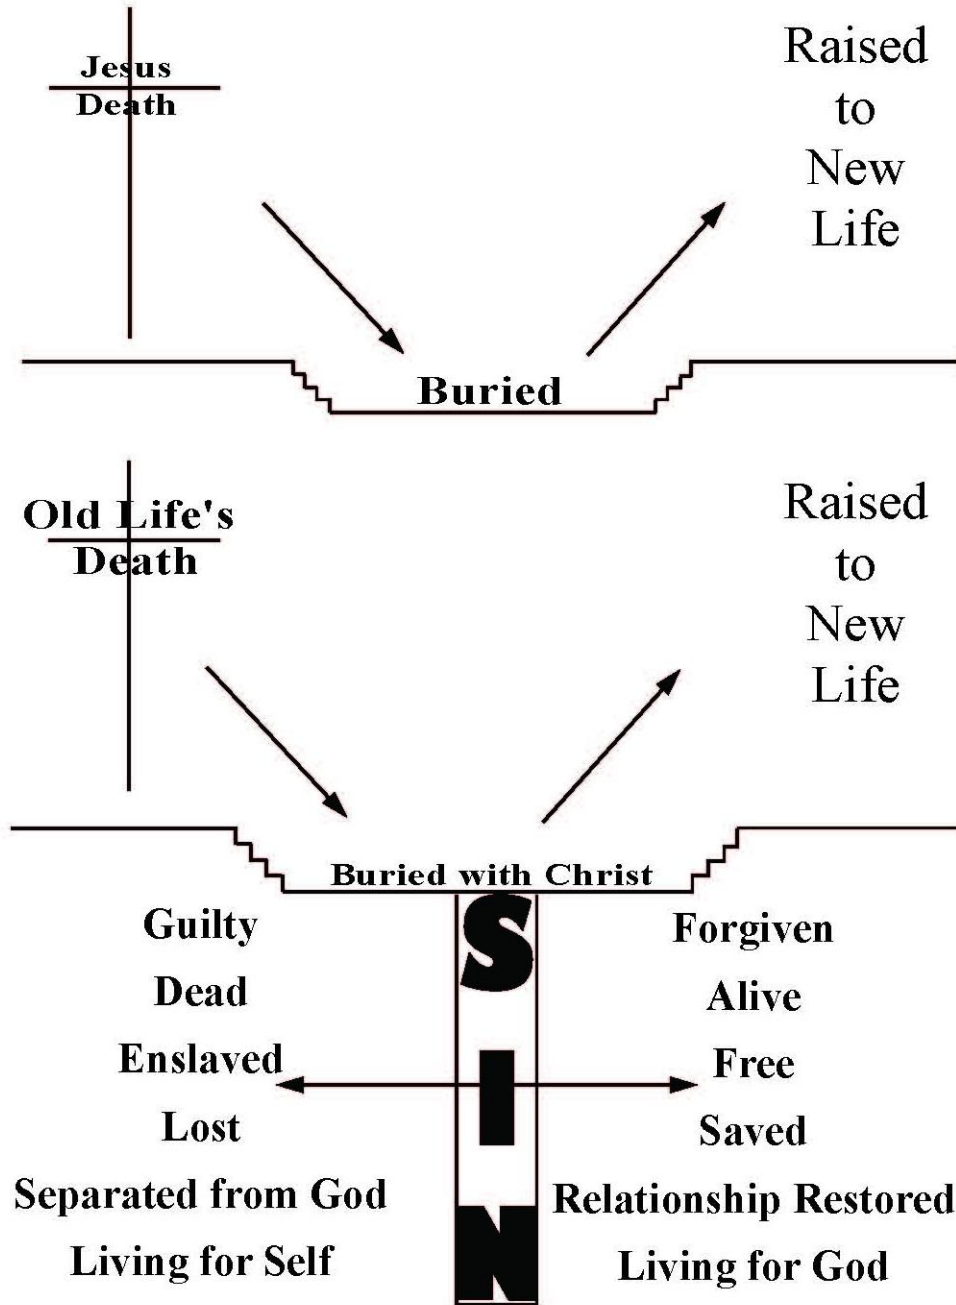 Jesus
Death
Raised
to
New
Life
Buried
Old Life's
Death
Raised
to
New
Life
Buried with Christ
SIN
Guilty
Dead
Enslaved
Lost
Separated from God
Living for Self
Forgiven
Alive
Free
Saved
Relationship Restored
Living for God